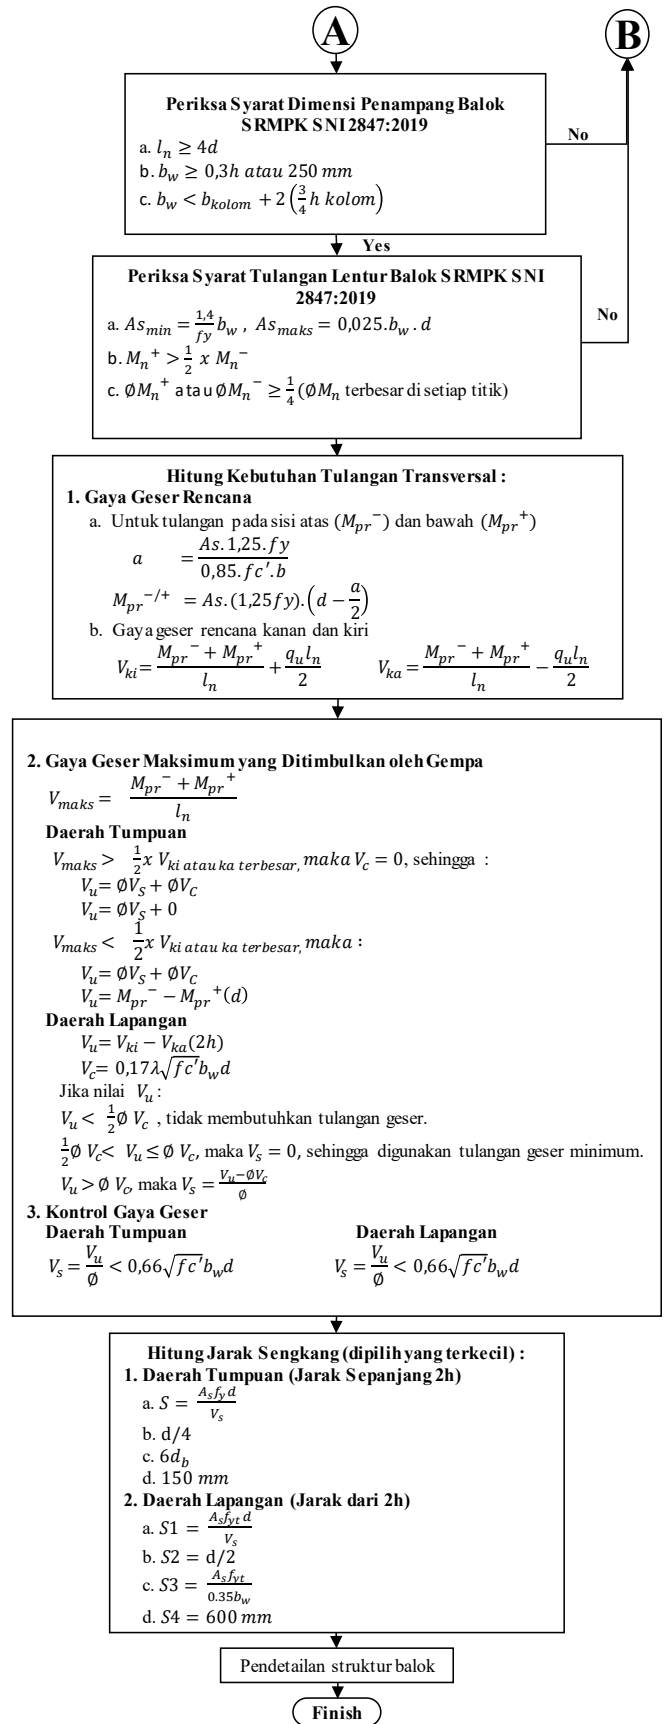 A
B
Periksa Syarat Dimensi Penampang Balok
SRMPK SNI 2847:2019
a. lₙ ≥ 4d
b. b_w ≥ 0,3h atau 250 mm
c. b_w < b_kolom + 2 (3/4 h kolom)
No
Yes
Periksa Syarat Tulangan Lentur Balok SRMPK SNI
2847:2019
a. As_min = 1,4/fy b_w , As_maks = 0,025.b_w . d
b. Mₙ⁺ > 1/2 x Mₙ⁻
c. ∅Mₙ⁺ atau ∅Mₙ⁻ ≥ 1/4 (∅Mₙ terbesar di setiap titik)
No
Hitung Kebutuhan Tulangan Transversal :
1. Gaya Geser Rencana
a. Untuk tulangan pada sisi atas (M_pr⁻) dan bawah (M_pr⁺)
a = As. 1,25. fy / 0,85. fc′. b
M_pr⁻/⁺ = As. (1,25fy). (d − a/2)
b. Gaya geser rencana kanan dan kiri
V_ki = (M_pr⁻ + M_pr⁺)/lₙ + q_u lₙ/2 V_ka = (M_pr⁻ + M_pr⁺)/lₙ − q_u lₙ/2
2. Gaya Geser Maksimum yang Ditimbulkan oleh Gempa
V_maks = (M_pr⁻ + M_pr⁺)/lₙ
Daerah Tumpuan
V_maks > 1/2 x V_ki atau ka terbesar, maka V_c = 0, sehingga :
V_u = ∅V_S + ∅V_C
V_u = ∅V_S + 0
V_maks < 1/2 x V_ki atau ka terbesar, maka :
V_u = ∅V_S + ∅V_C
V_u = M_pr⁻ − M_pr⁺(d)
Daerah Lapangan
V_u = V_ki − V_ka(2h)
V_c = 0,17λ√fc′ b_w d
Jika nilai V_u :
V_u < 1/2 ∅ V_c , tidak membutuhkan tulangan geser.
1/2 ∅ V_c < V_u ≤ ∅ V_c, maka V_s = 0, sehingga digunakan tulangan geser minimum.
V_u > ∅ V_c, maka V_s = (V_u−∅V_c)/∅
3. Kontrol Gaya Geser
Daerah Tumpuan Daerah Lapangan
V_s = V_u/∅ < 0,66√fc′ b_w d V_s = V_u/∅ < 0,66√fc′ b_w d
Hitung Jarak Sengkang (dipilih yang terkecil) :
1. Daerah Tumpuan (Jarak Sepanjang 2h)
a. S = A_s f_y d / V_s
b. d/4
c. 6d_b
d. 150 mm
2. Daerah Lapangan (Jarak dari 2h)
a. S1 = A_s f_yt d / V_s
b. S2 = d/2
c. S3 = A_s f_yt / 0.35b_w
d. S4 = 600 mm
Pendetailan struktur balok
Finish